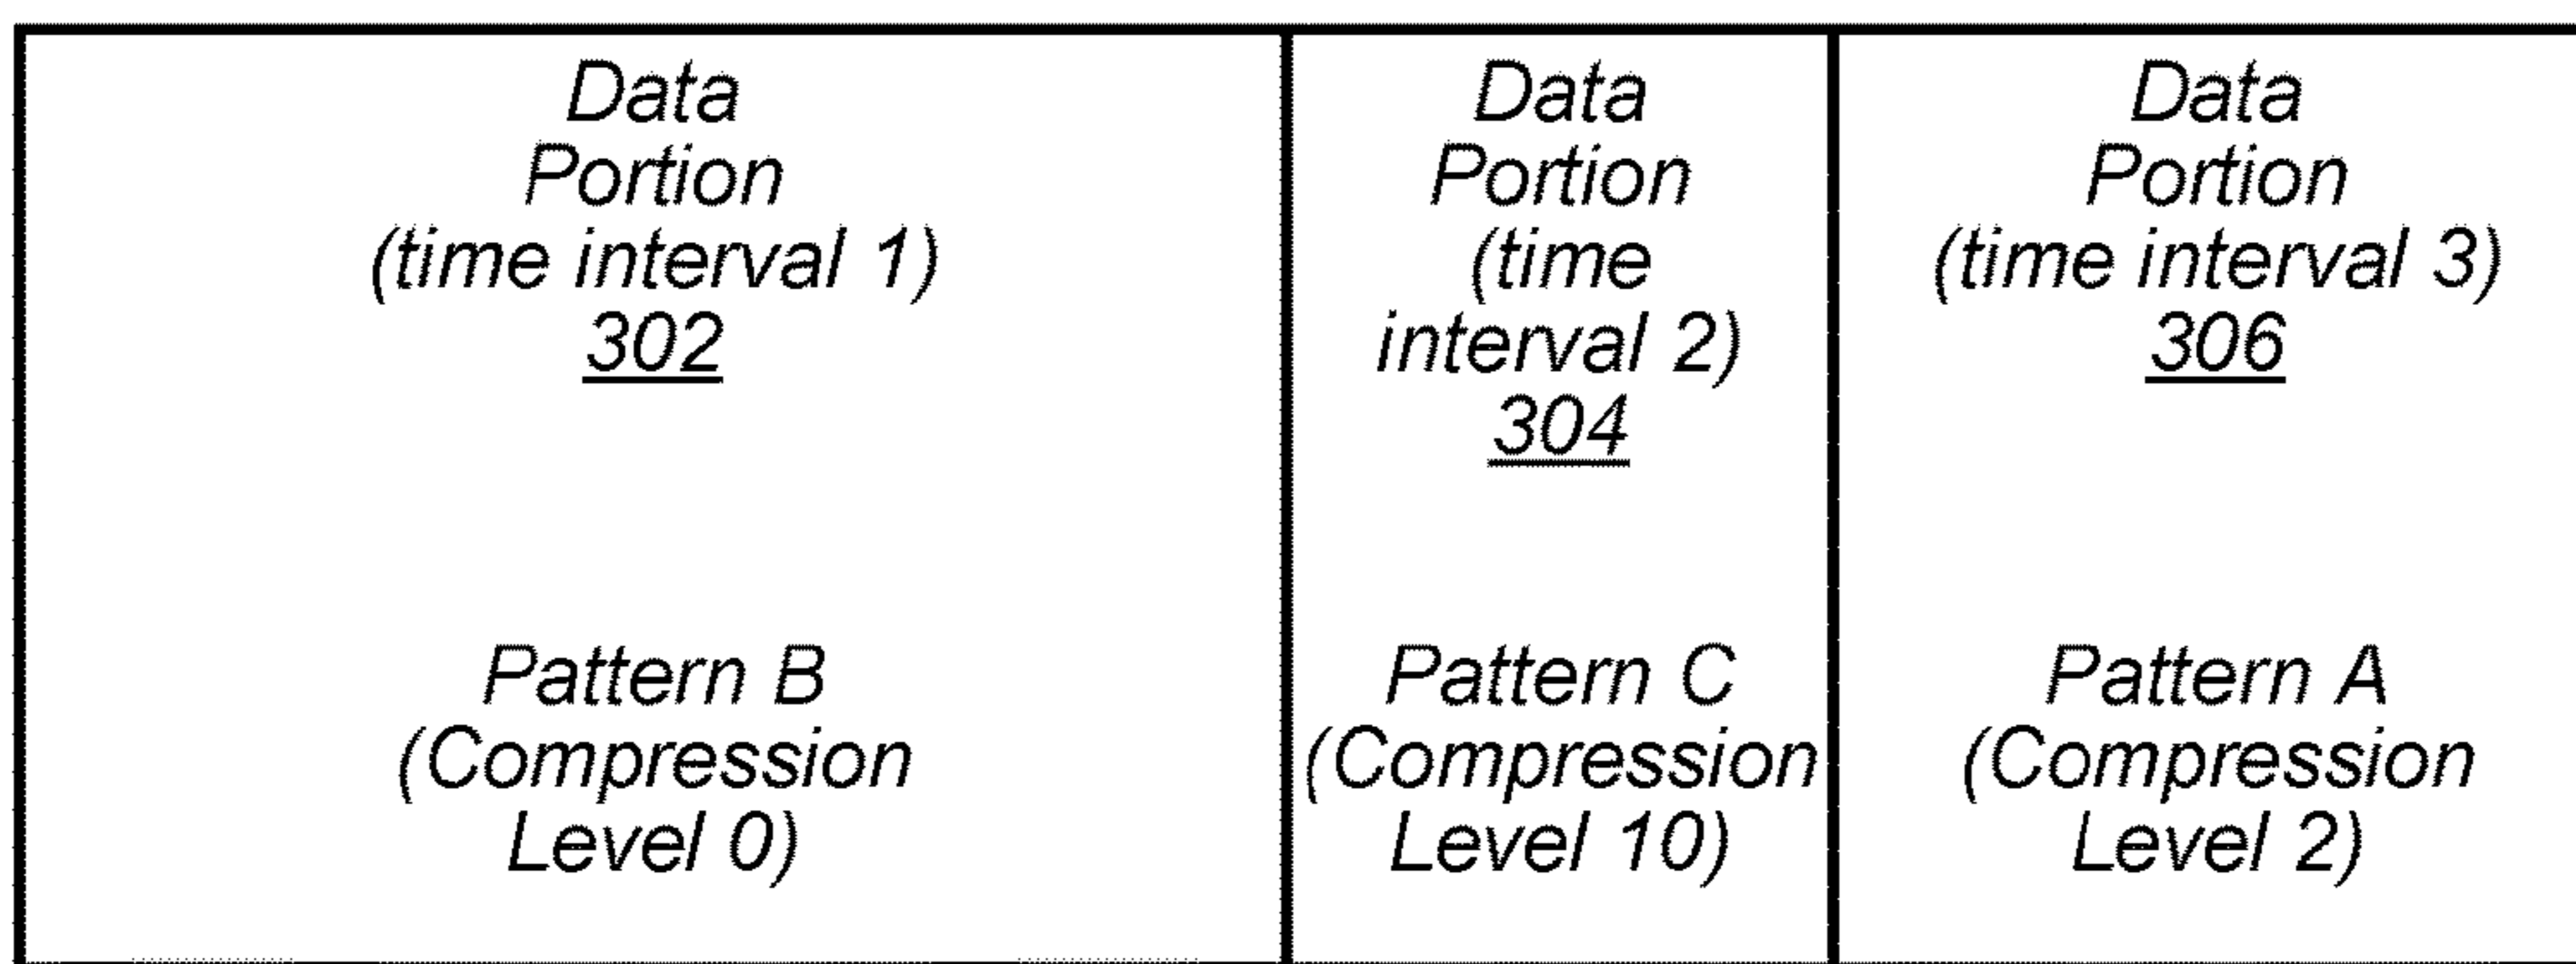 Data
Portion
(time interval 1)
302
Pattern B
(Compression
Level 0)
Data
Portion
(time
interval 2)
304
Pattern C
(Compression
Level 10)
Data
Portion
(time interval 3)
306
Pattern A
(Compression
Level 2)